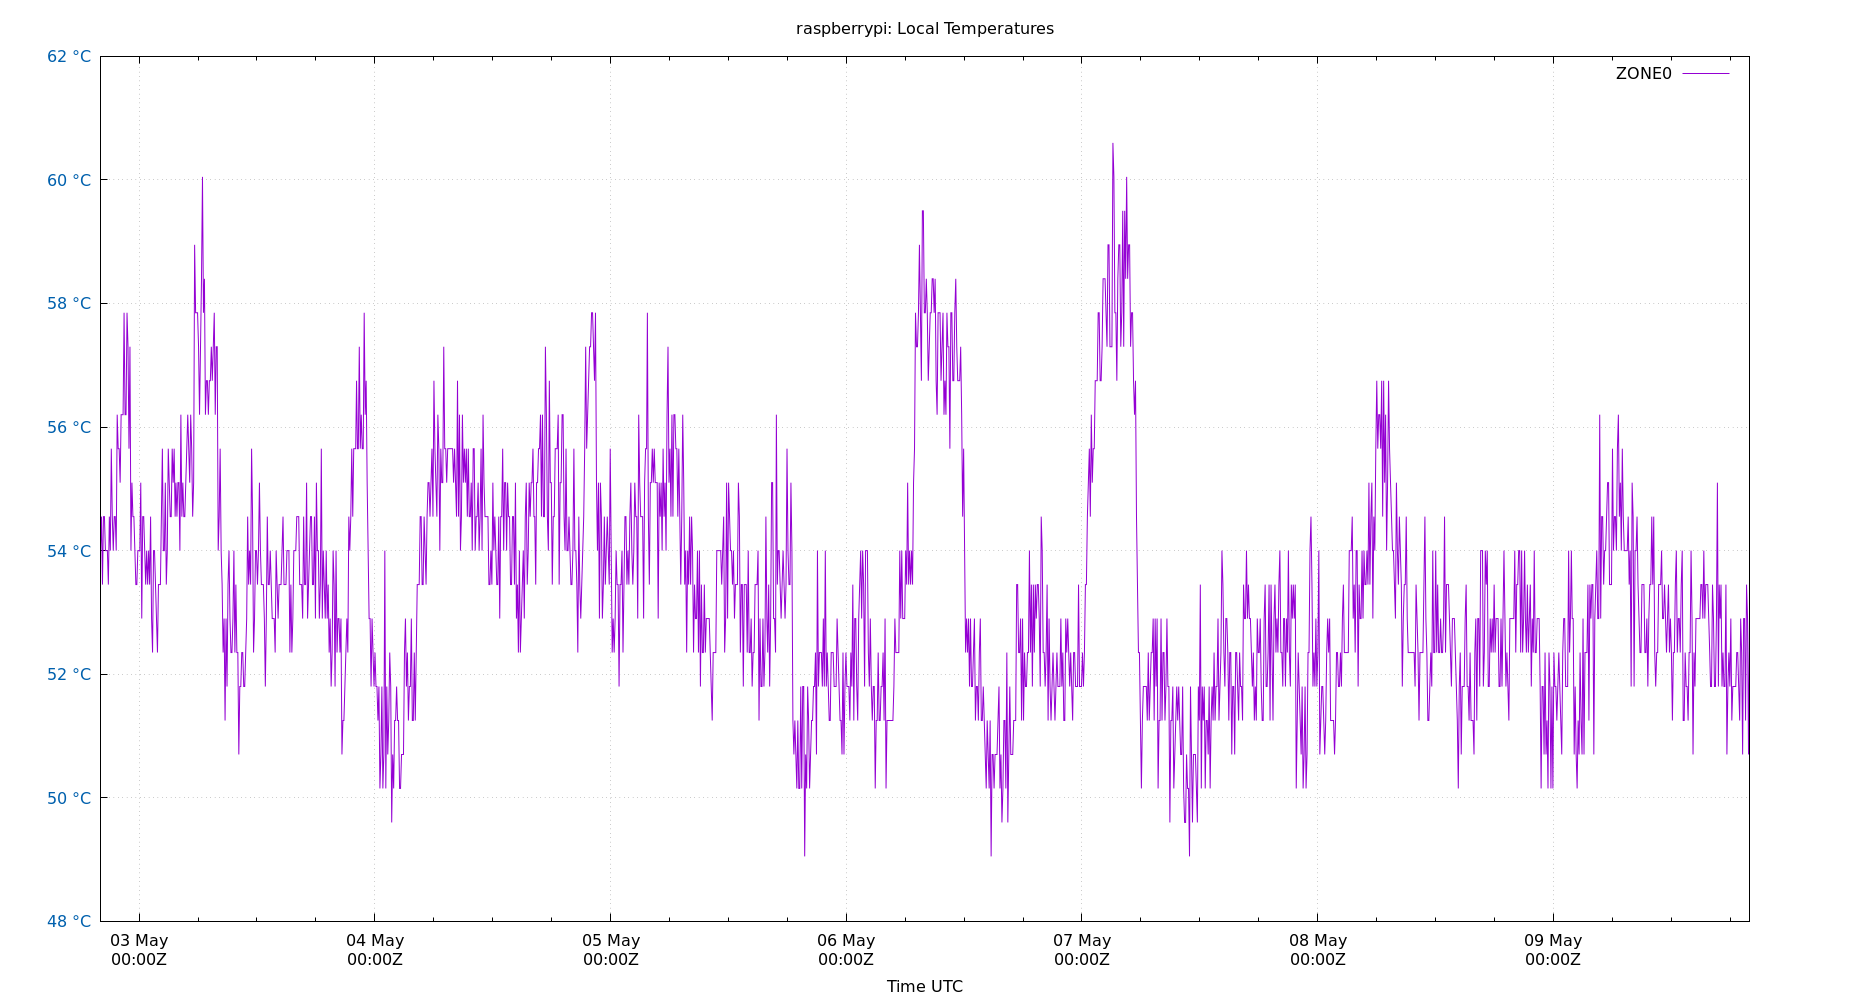 raspberrypi: Local Temperatures
62 °C
ZONE0
60 °C
58 °C
56 °C
54 °C
52 °C
50 °C
48 °C
03 May 04 May 05 May 06 May 07 May 08 May 09 May
00:00Z 00:00Z 00:00Z 00:00Z 00:00Z 00:00Z 00:00Z
Time UTC